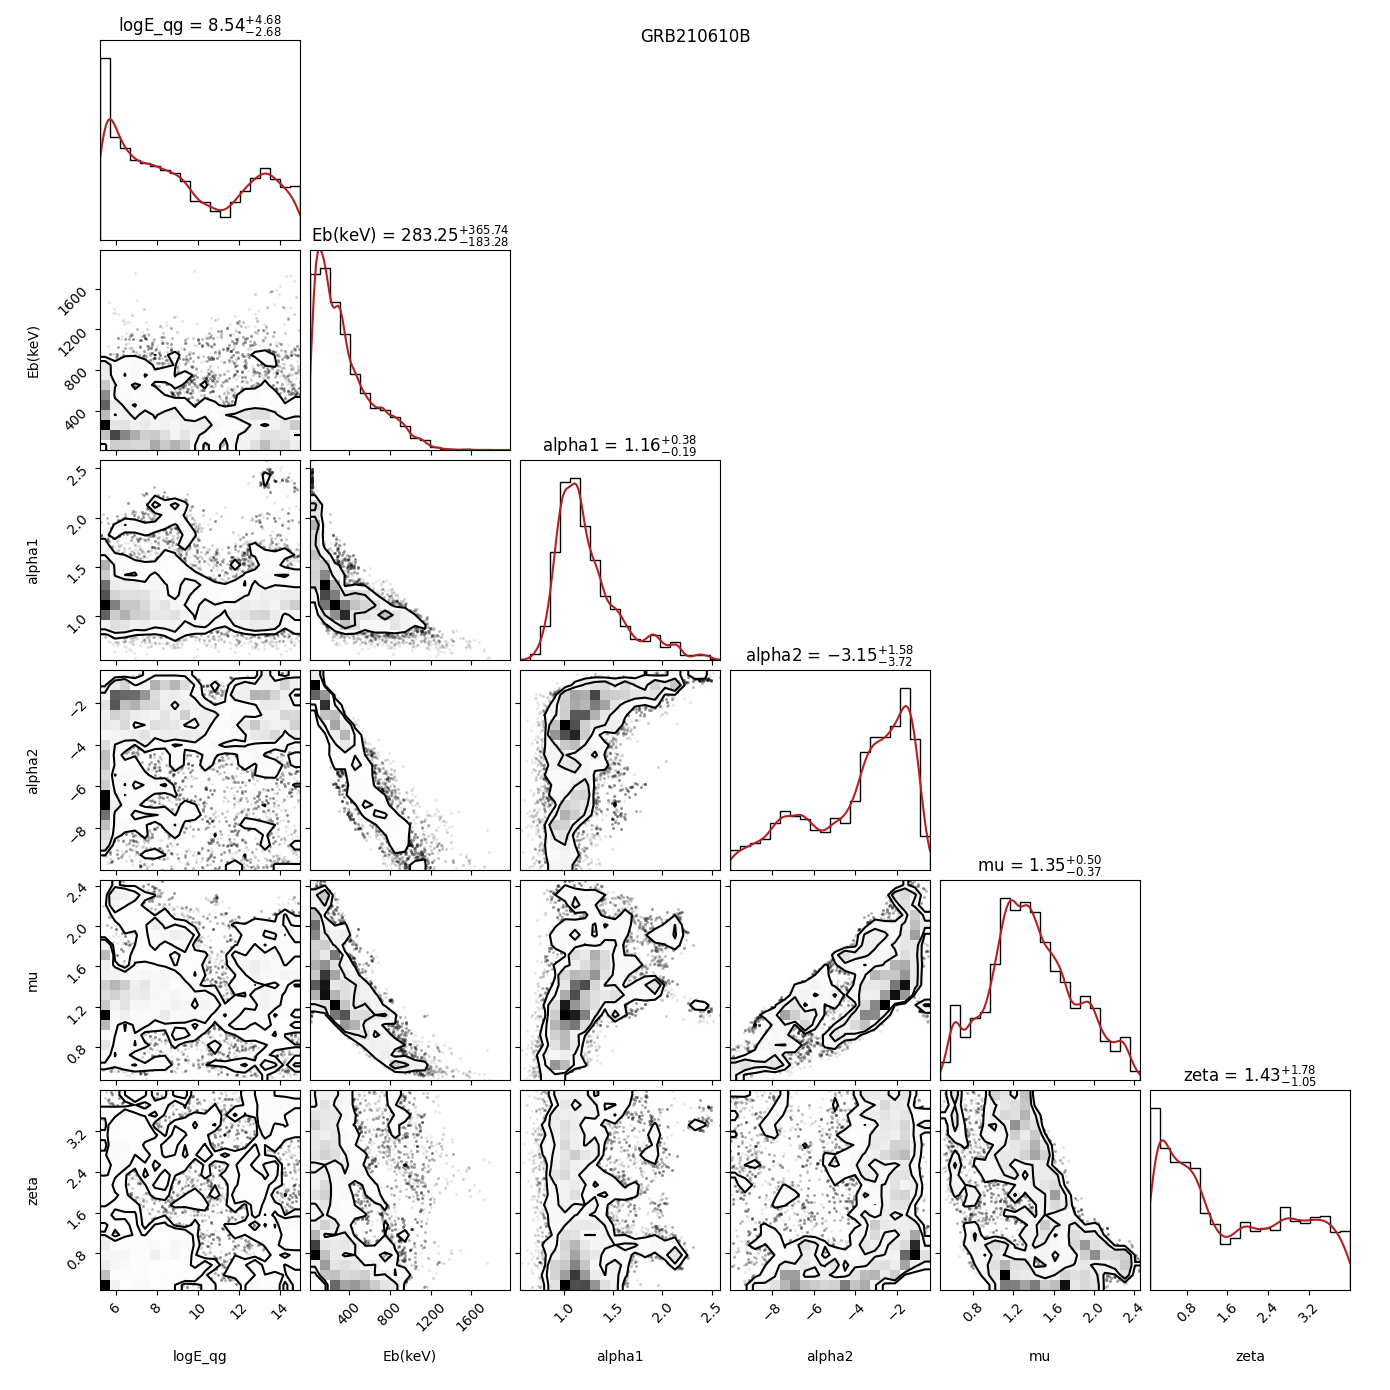 GRB210610B
logE_qg = 8.54^{+4.68}_{−2.68}
Eb(keV) = 283.25^{+365.74}_{−183.28}
alpha1 = 1.16^{+0.38}_{−0.19}
alpha2 = −3.15^{+1.58}_{−3.72}
mu = 1.35^{+0.50}_{−0.37}
zeta = 1.43^{+1.78}_{−1.05}
Eb(keV)
1600
1200
800
400
alpha1
2.5
2.0
1.5
1.0
alpha2
−2
−4
−6
−8
mu
2.4
2.0
1.6
1.2
0.8
zeta
3.2
2.4
1.6
0.8
6 8 10 12 14
400 800 1200 1600
1.0 1.5 2.0 2.5
−8 −6 −4 −2
0.8 1.2 1.6 2.0 2.4
0.8 1.6 2.4 3.2
logE_qg Eb(keV) alpha1 alpha2 mu zeta